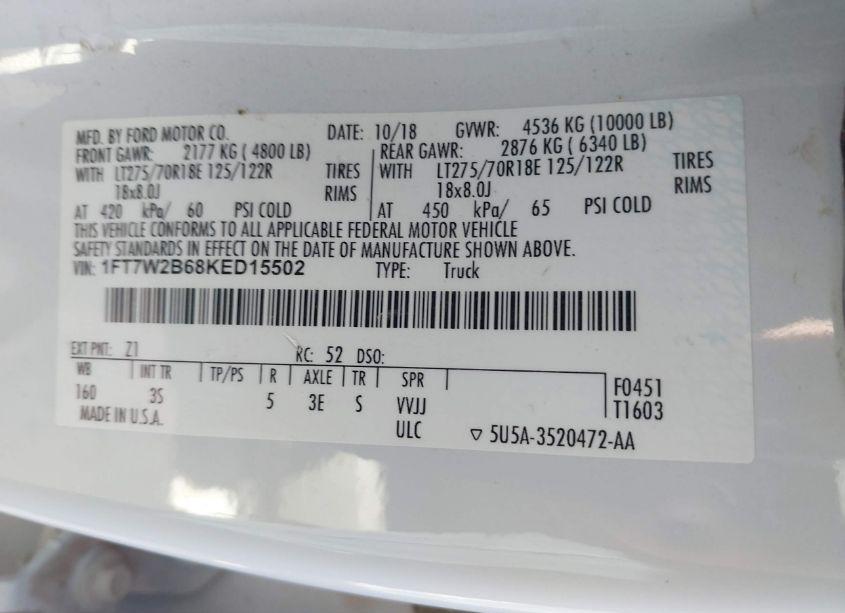 MFD. BY FORD MOTOR CO. DATE: 10/18 GVWR: 4536 KG (10000 LB)
FRONT GAWR: 2177 KG ( 4800 LB) REAR GAWR: 2876 KG ( 6340 LB)
WITH LT275/70R18E 125/122R TIRES WITH LT275/70R18E 125/122R TIRES
18x8.0J RIMS 18x8.0J RIMS
AT 420 kPa/ 60 PSI COLD AT 450 kPa/ 65 PSI COLD
THIS VEHICLE CONFORMS TO ALL APPLICABLE FEDERAL MOTOR VEHICLE
SAFETY STANDARDS IN EFFECT ON THE DATE OF MANUFACTURE SHOWN ABOVE.
VIN: 1FT7W2B68KED15502 TYPE: Truck
EXT PNT: Z1 RC: 52 DSO:
WB INT TR TP/PS R AXLE TR SPR
160 3S 5 3E S VVJJ F0451
MADE IN U.S.A. ULC T1603
▽ 5U5A-3520472-AA